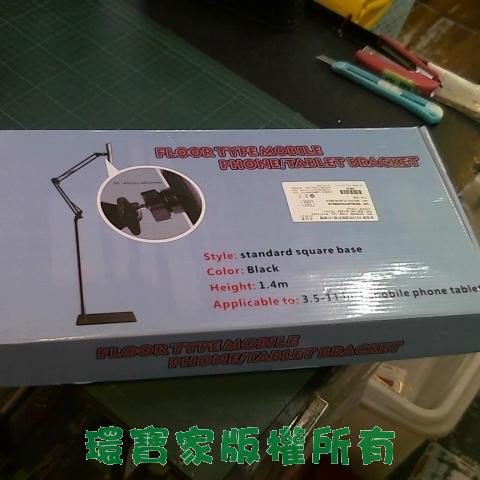 FLOOR TYPE MOBILE
PHONE/TABLET BRACKET
Style: standard square base
Color: Black
Height: 1.4m
Applicable to: 3.5-11 mobile phone tablet
FLOOR TYPE MOBILE
PHONE/TABLET BRACKET
環寶家版權所有